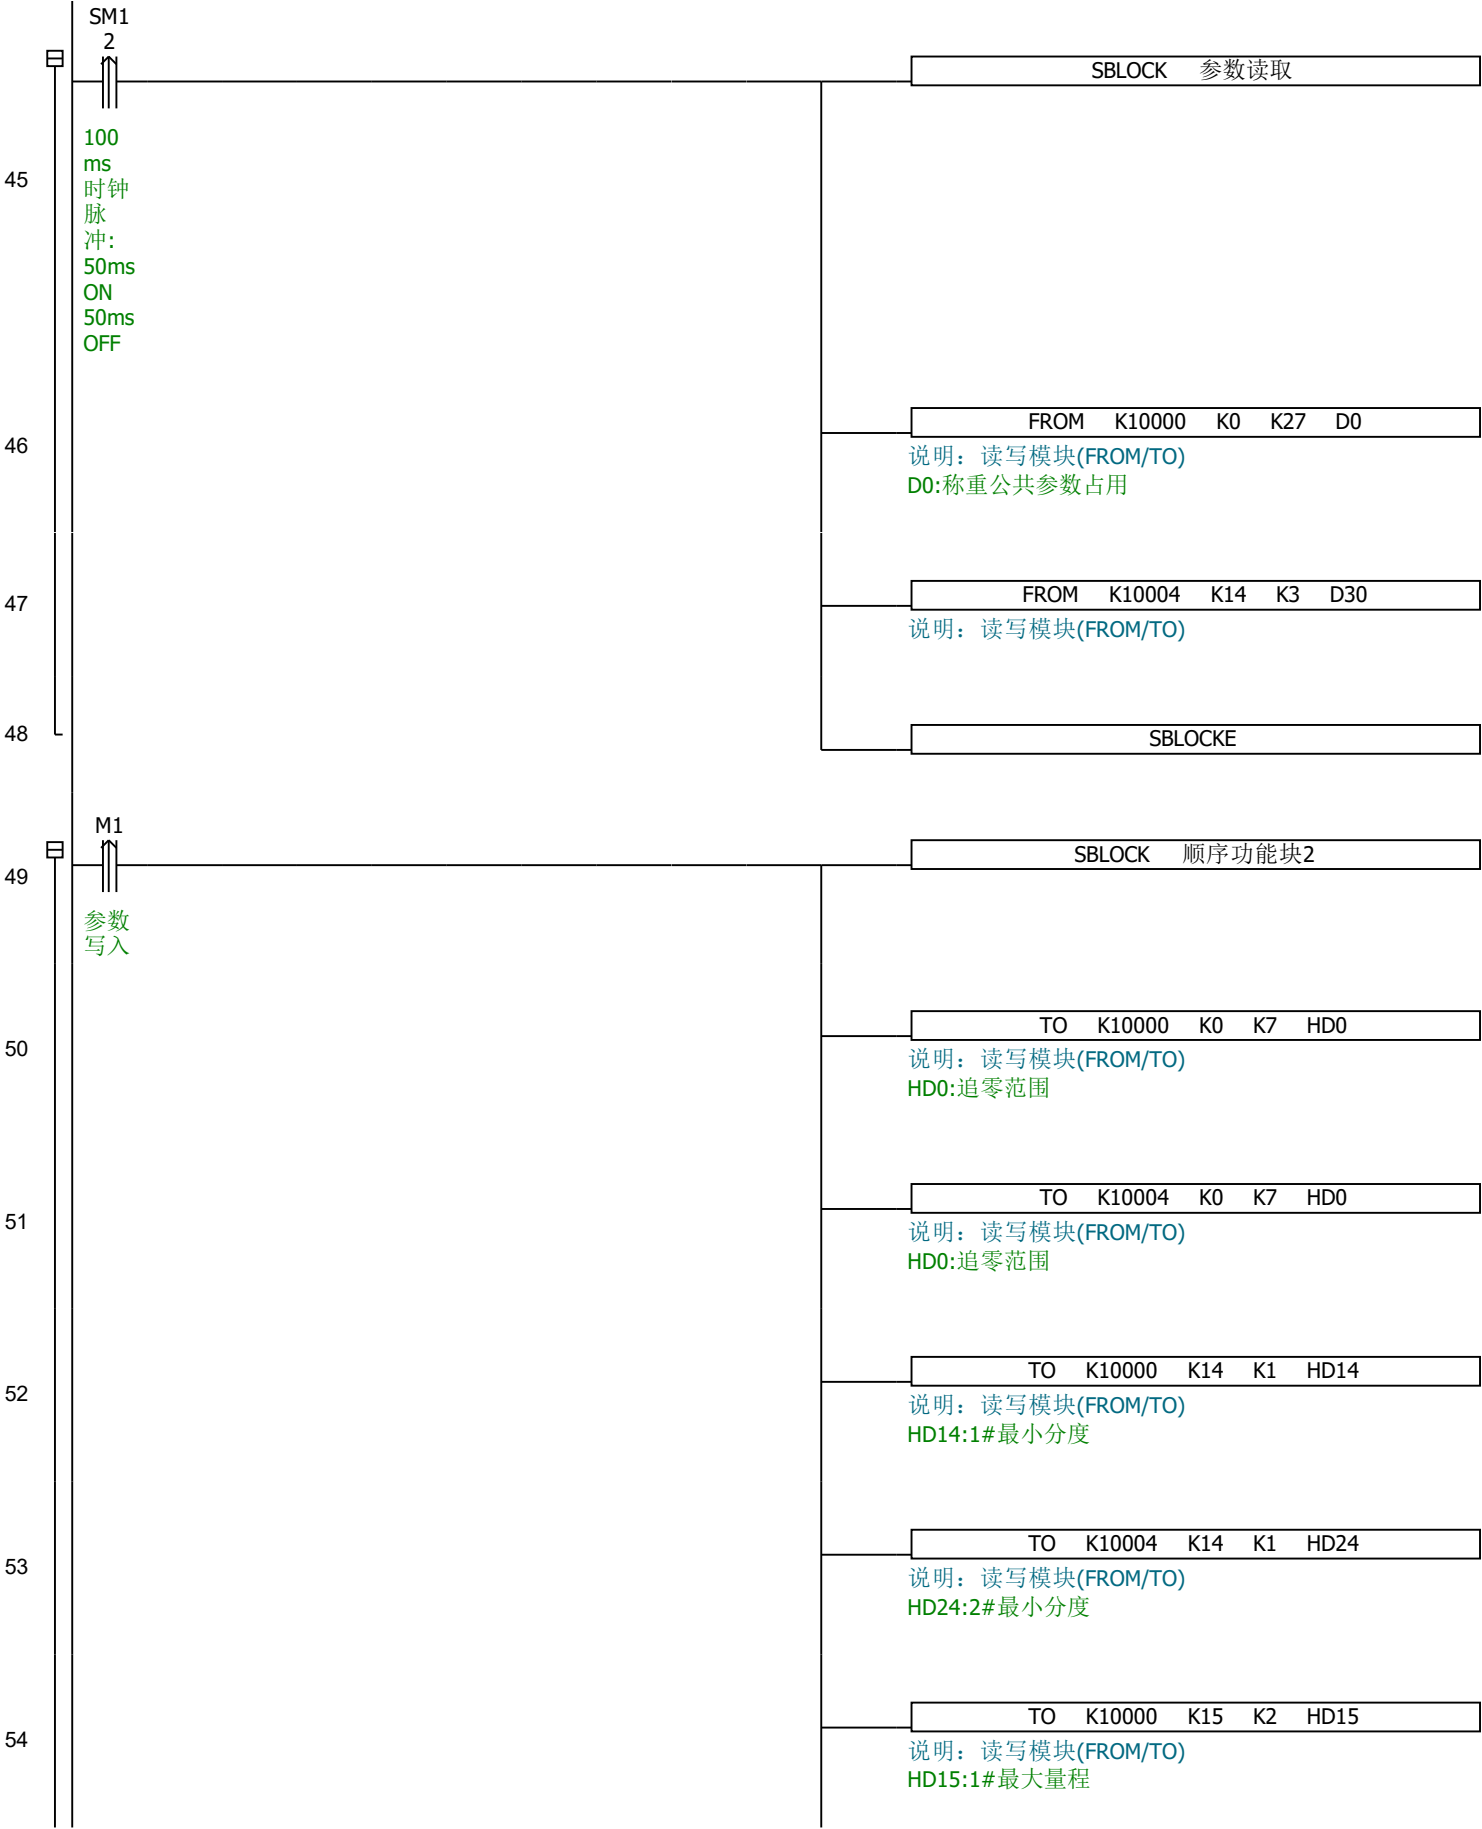 SM1
2
SBLOCK 参数读取
100
ms
时钟
脉
冲:
50ms
ON
50ms
OFF
45
FROM K10000 K0 K27 D0
46
说明：读写模块(FROM/TO)
D0:称重公共参数占用
FROM K10004 K14 K3 D30
47
说明：读写模块(FROM/TO)
48
SBLOCKE
M1
SBLOCK 顺序功能块2
49
参数
写入
TO K10000 K0 K7 HD0
50
说明：读写模块(FROM/TO)
HD0:追零范围
TO K10004 K0 K7 HD0
51
说明：读写模块(FROM/TO)
HD0:追零范围
TO K10000 K14 K1 HD14
52
说明：读写模块(FROM/TO)
HD14:1#最小分度
TO K10004 K14 K1 HD24
53
说明：读写模块(FROM/TO)
HD24:2#最小分度
TO K10000 K15 K2 HD15
54
说明：读写模块(FROM/TO)
HD15:1#最大量程